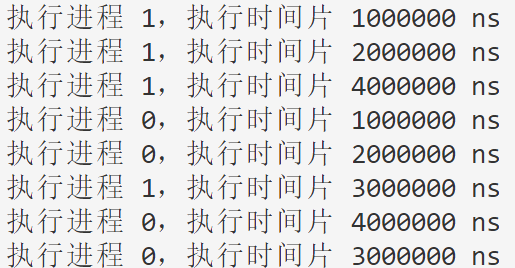 执行进程 1，执行时间片 1000000 ns
执行进程 1，执行时间片 2000000 ns
执行进程 1，执行时间片 4000000 ns
执行进程 0，执行时间片 1000000 ns
执行进程 0，执行时间片 2000000 ns
执行进程 1，执行时间片 3000000 ns
执行进程 0，执行时间片 4000000 ns
执行进程 0，执行时间片 3000000 ns